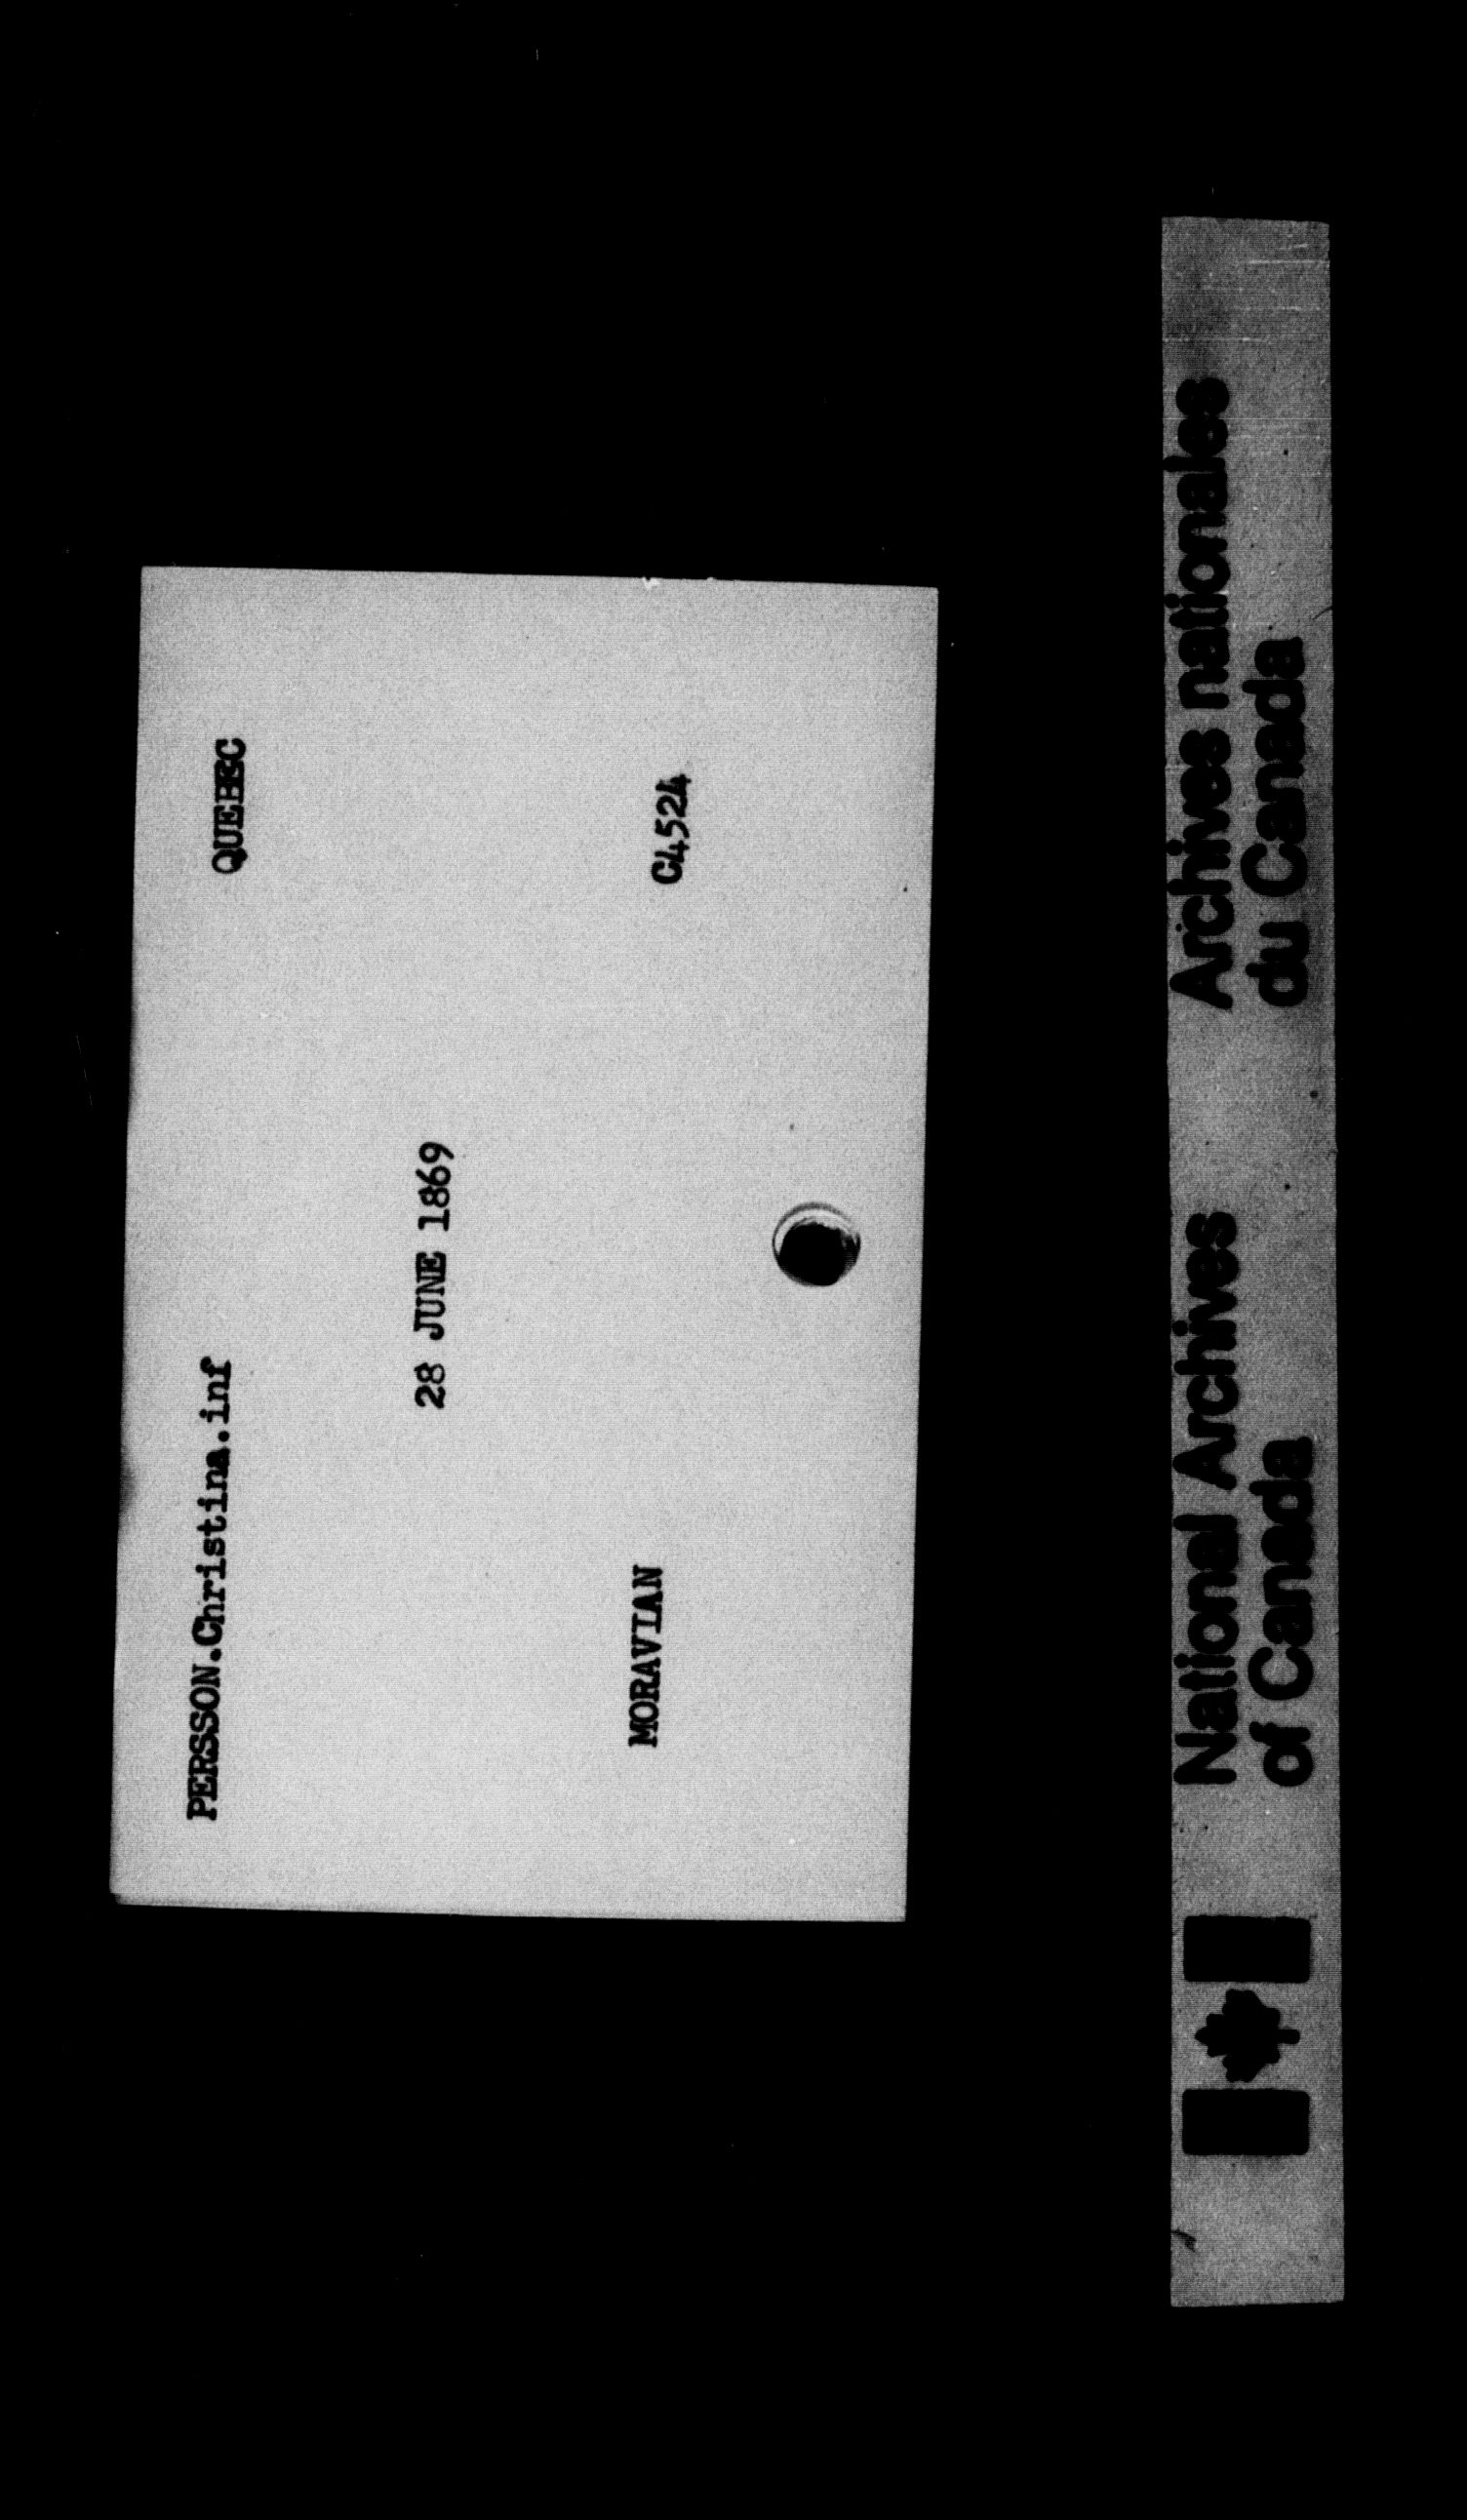 PERSSON.Christina.inf QUEBEC
28 JUNE 1869
MORAVIAN C4524
National Archives
of Canada
Archives nationales
du Canada